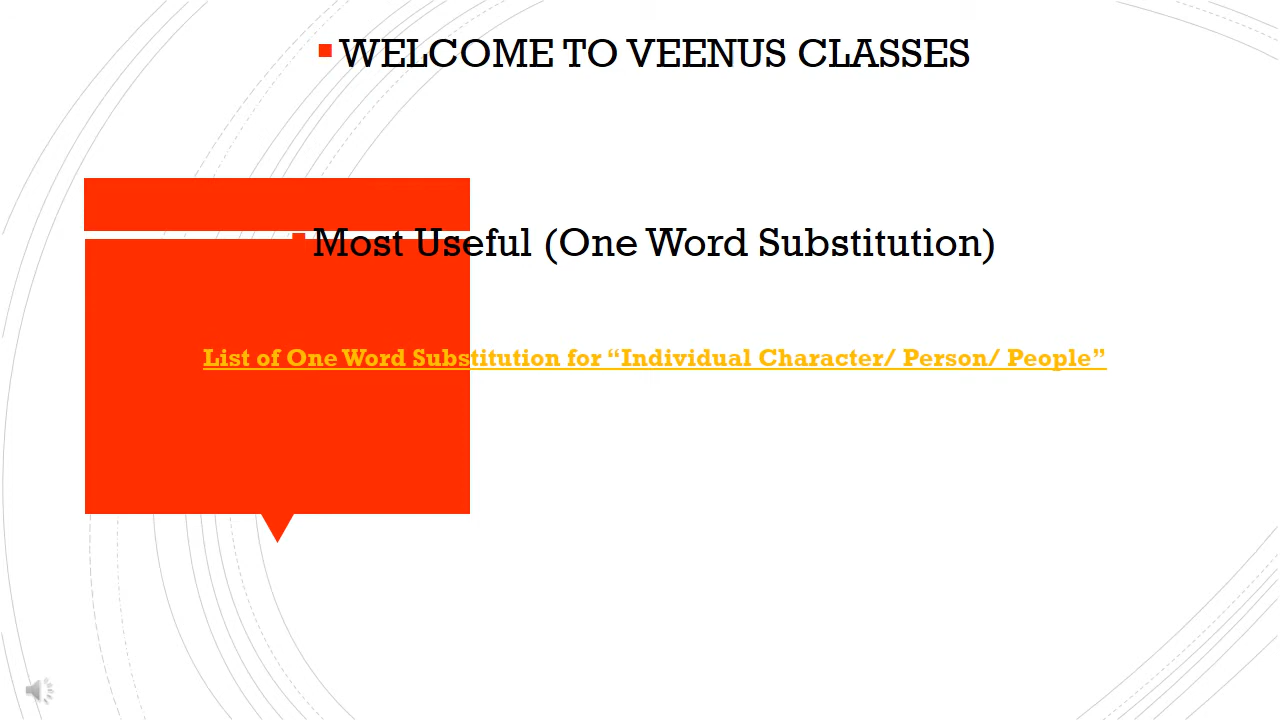 WELCOME TO VEENUS CLASSES
Most Useful (One Word Substitution)
List of One Word Substitution for “Individual Character/ Person/ People”